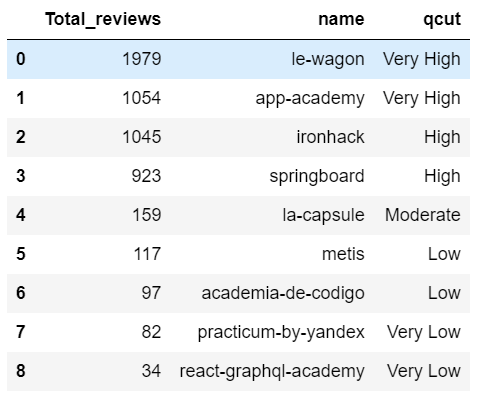 Total_reviews name qcut
0 1979 le-wagon Very High
1 1054 app-academy Very High
2 1045 ironhack High
3 923 springboard High
4 159 la-capsule Moderate
5 117 metis Low
6 97 academia-de-codigo Low
7 82 practicum-by-yandex Very Low
8 34 react-graphql-academy Very Low